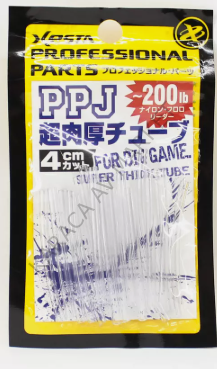 XESTA
PROFESSIONAL
PARTS プロフェッショナル パーツ
PPJ
~200lb
ナイロン・フロロ
リーダー
超肉厚チューブ
4cm
カット
FOR BIG GAME
SUPER THICK TUBE